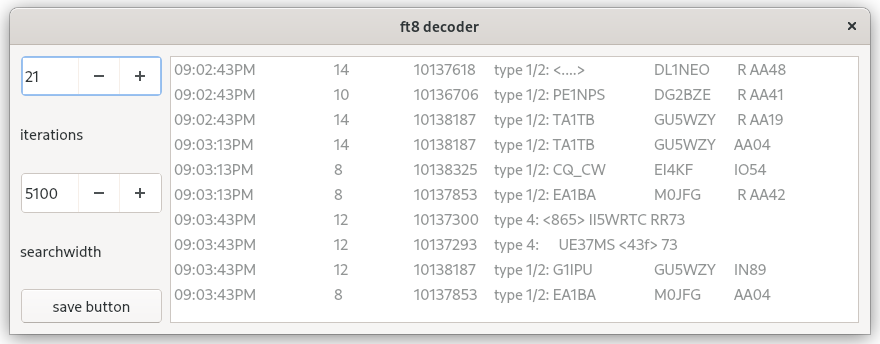 ft8 decoder ×
21 − +
iterations
5100 − +
searchwidth
save button
09:02:43PM 14 10137618 type 1/2: <....> DL1NEO R AA48
09:02:43PM 10 10136706 type 1/2: PE1NPS DG2BZE R AA41
09:02:43PM 14 10138187 type 1/2: TA1TB GU5WZY R AA19
09:03:13PM 14 10138187 type 1/2: TA1TB GU5WZY AA04
09:03:13PM 8 10138325 type 1/2: CQ_CW EI4KF IO54
09:03:13PM 8 10137853 type 1/2: EA1BA M0JFG R AA42
09:03:43PM 12 10137300 type 4: <865> II5WRTC RR73
09:03:43PM 12 10137293 type 4: UE37MS <43f> 73
09:03:43PM 12 10138187 type 1/2: G1IPU GU5WZY IN89
09:03:43PM 8 10137853 type 1/2: EA1BA M0JFG AA04